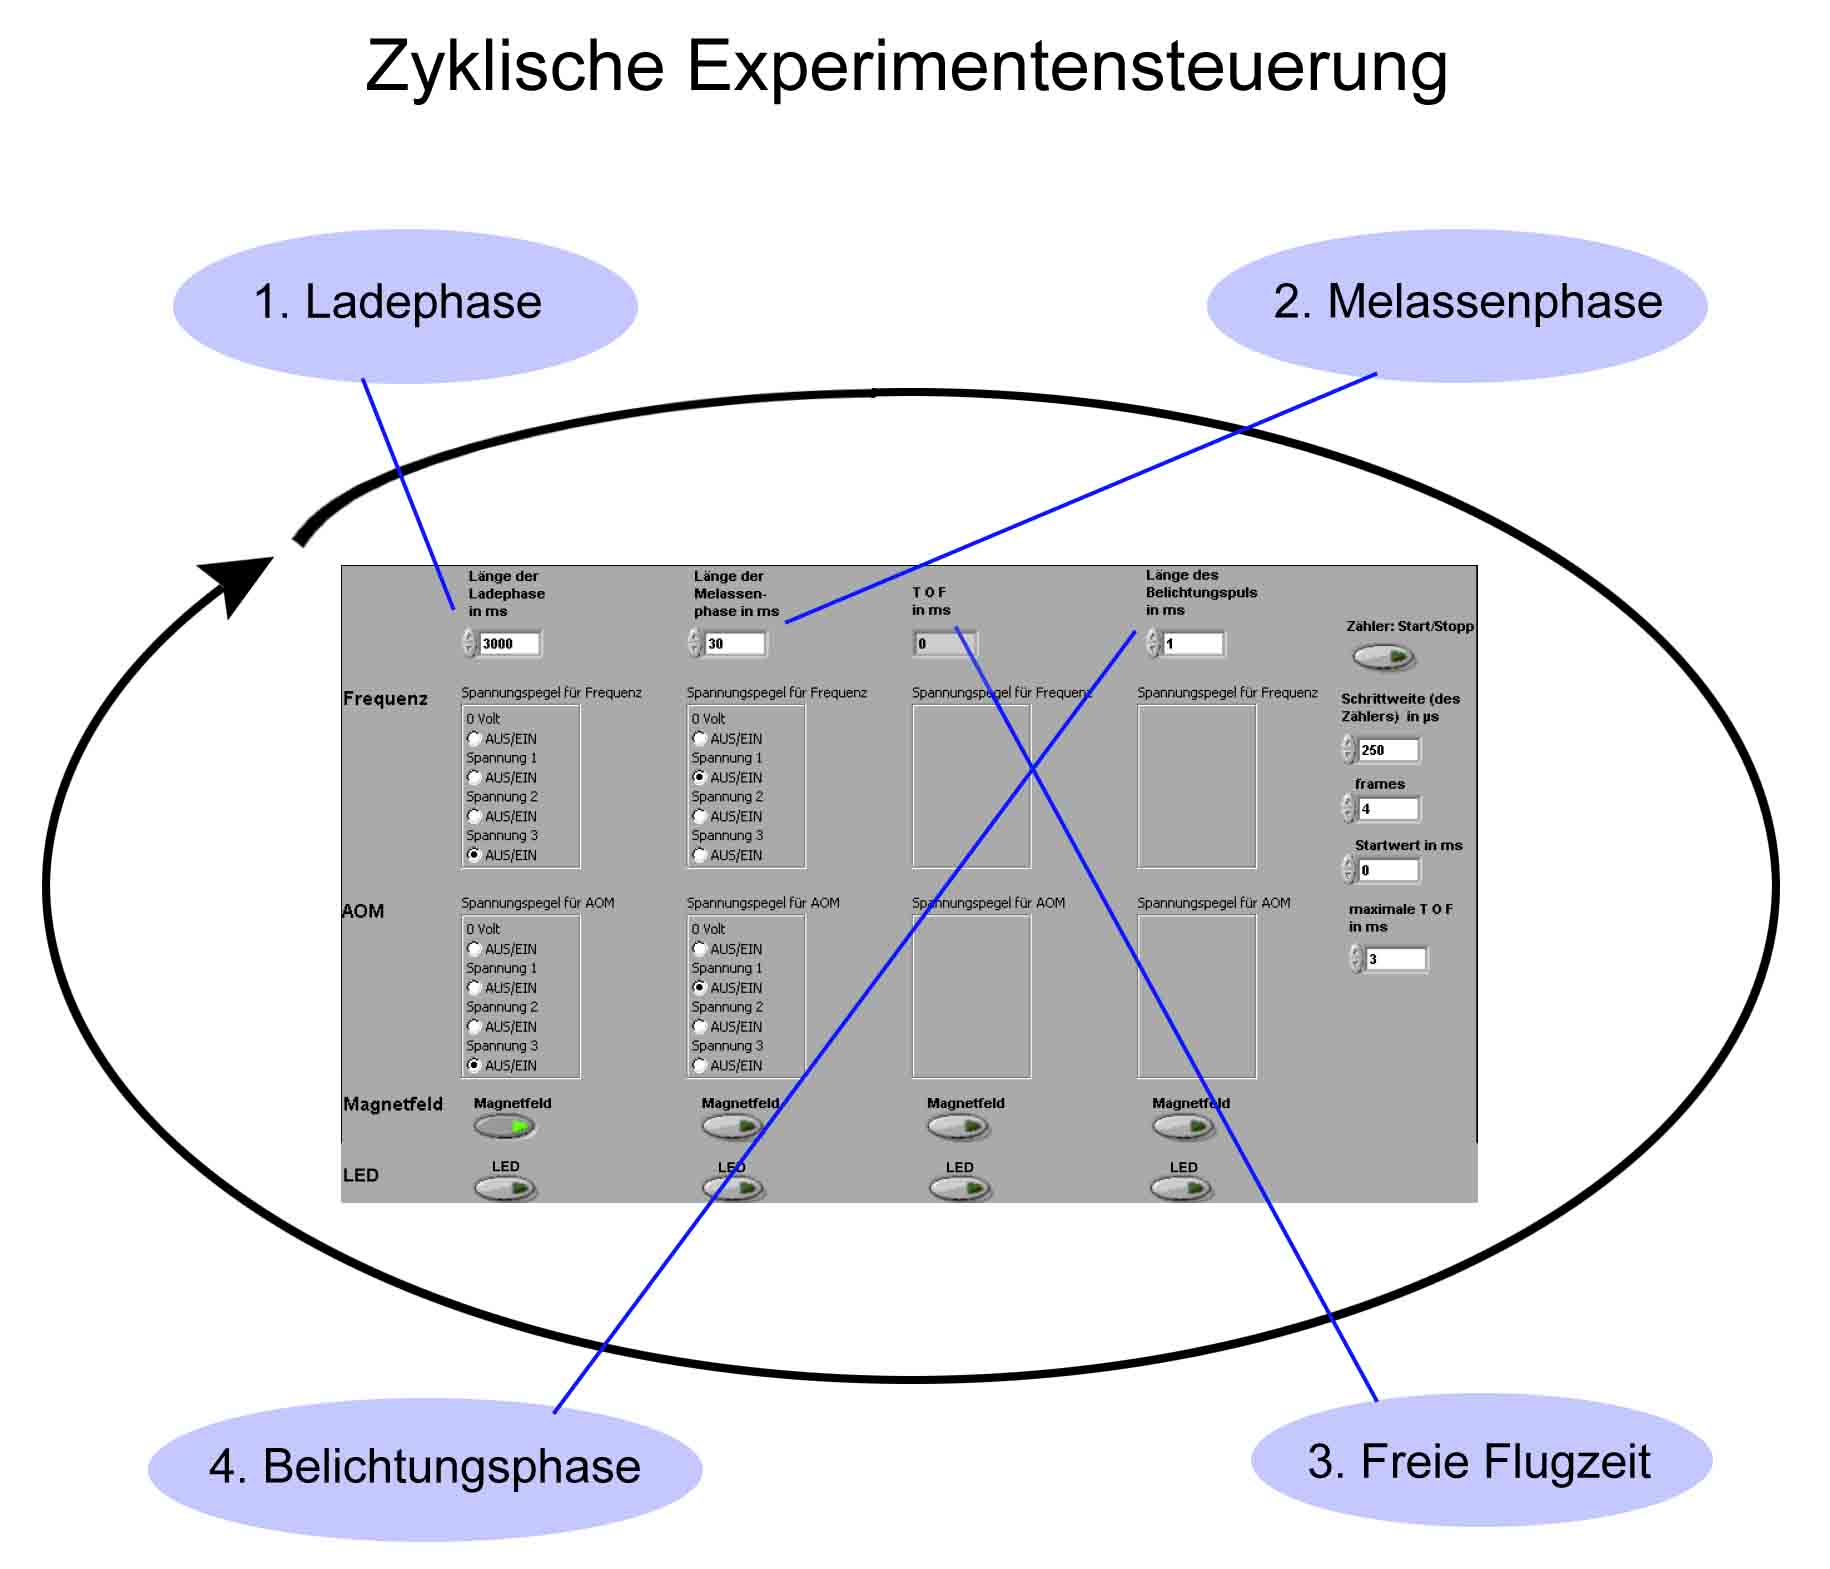 Zyklische Experimentensteuerung
1. Ladephase
2. Melassenphase
Länge der
Ladephase
in ms
3000
Länge der
Melassen-
phase in ms
30
T O F
in ms
0
Länge des
Belichtungspuls
in ms
1
Zähler: Start/Stopp
Frequenz
Spannungspegel für Frequenz
0 Volt
AUS/EIN
Spannung 1
AUS/EIN
Spannung 2
AUS/EIN
Spannung 3
AUS/EIN
Spannungspegel für Frequenz
0 Volt
AUS/EIN
Spannung 1
AUS/EIN
Spannung 2
AUS/EIN
Spannung 3
AUS/EIN
Spannungspegel für Frequenz
Spannungspegel für Frequenz
Schrittweite (des
Zählers) in µs
250
frames
4
Startwert in ms
0
maximale T O F
in ms
3
AOM
Spannungspegel für AOM
0 Volt
AUS/EIN
Spannung 1
AUS/EIN
Spannung 2
AUS/EIN
Spannung 3
AUS/EIN
Spannungspegel für AOM
0 Volt
AUS/EIN
Spannung 1
AUS/EIN
Spannung 2
AUS/EIN
Spannung 3
AUS/EIN
Spannungspegel für AOM
Spannungspegel für AOM
Magnetfeld
Magnetfeld
Magnetfeld
Magnetfeld
Magnetfeld
LED
LED
LED
LED
LED
4. Belichtungsphase
3. Freie Flugzeit